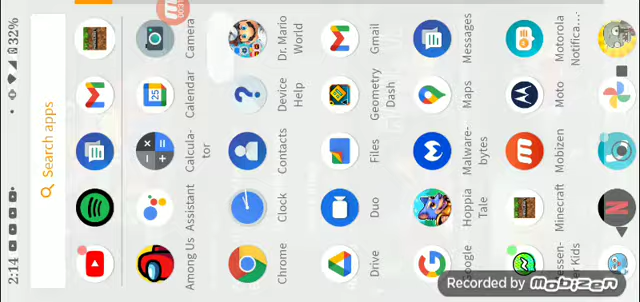 2:14
32%
Search apps
Among Us
Assistant
Calcula-
tor
25
Calendar
Camera
Chrome
Clock
Contacts
Device
Help
Dr. Mario
World
Drive
Duo
Files
Geometry
Dash
Gmail
Google
Hoppia
Tale
Malware-
bytes
Maps
Messages
Kids
Minecraft
Mobizen
Moto
Motorola
Notifica...
Recorded by mobizen